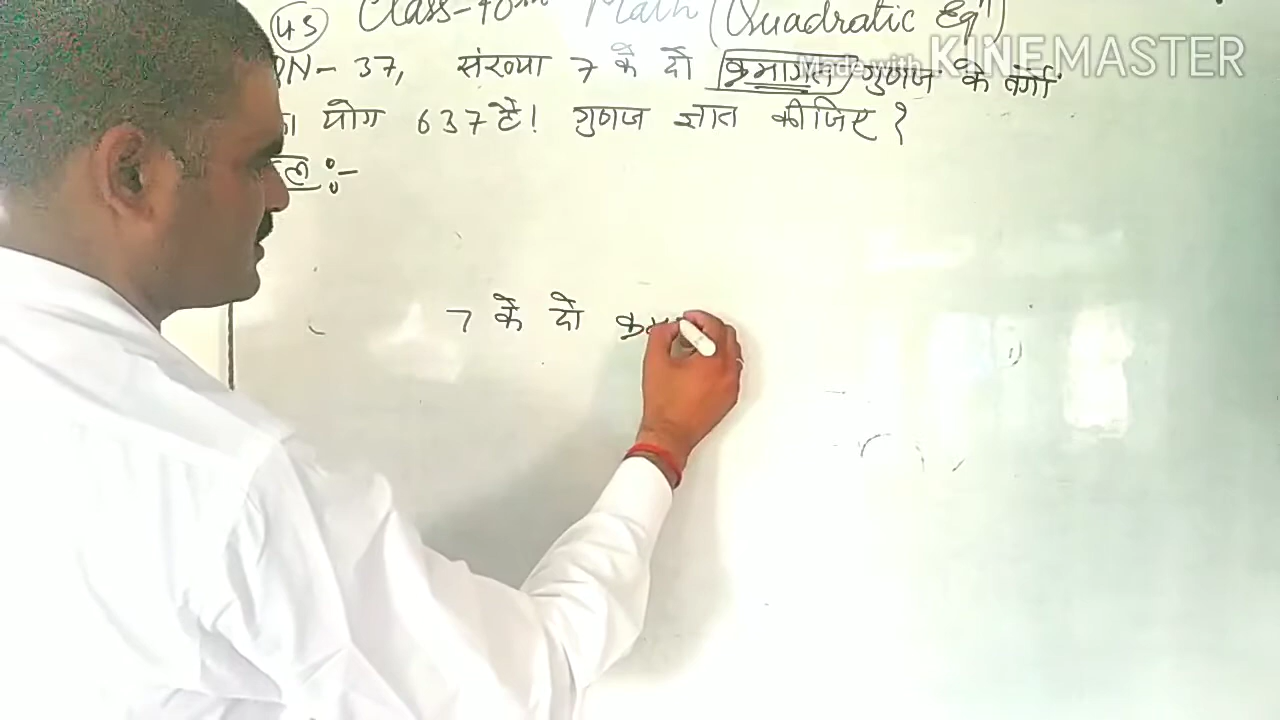 43 Class-10th Math (Quadratic Eqn)
Made with KINEMASTER
QN- 37, संख्या 7 के दो क्रमागत गुणज के वर्गों
का योग 637 है। गुणज ज्ञात कीजिए ?
हल :-
7 के दो